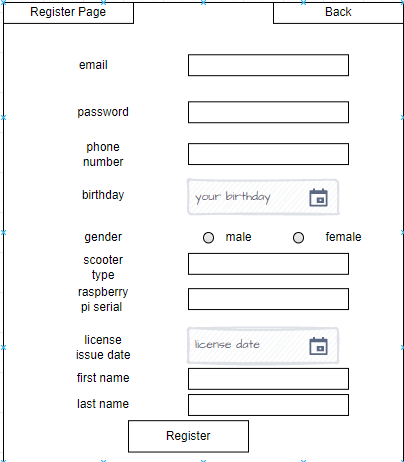 Register Page
Back
email
password
phone
number
birthday
your birthday
gender
male
female
scooter
type
raspberry
pi serial
license
issue date
license date
first name
last name
Register